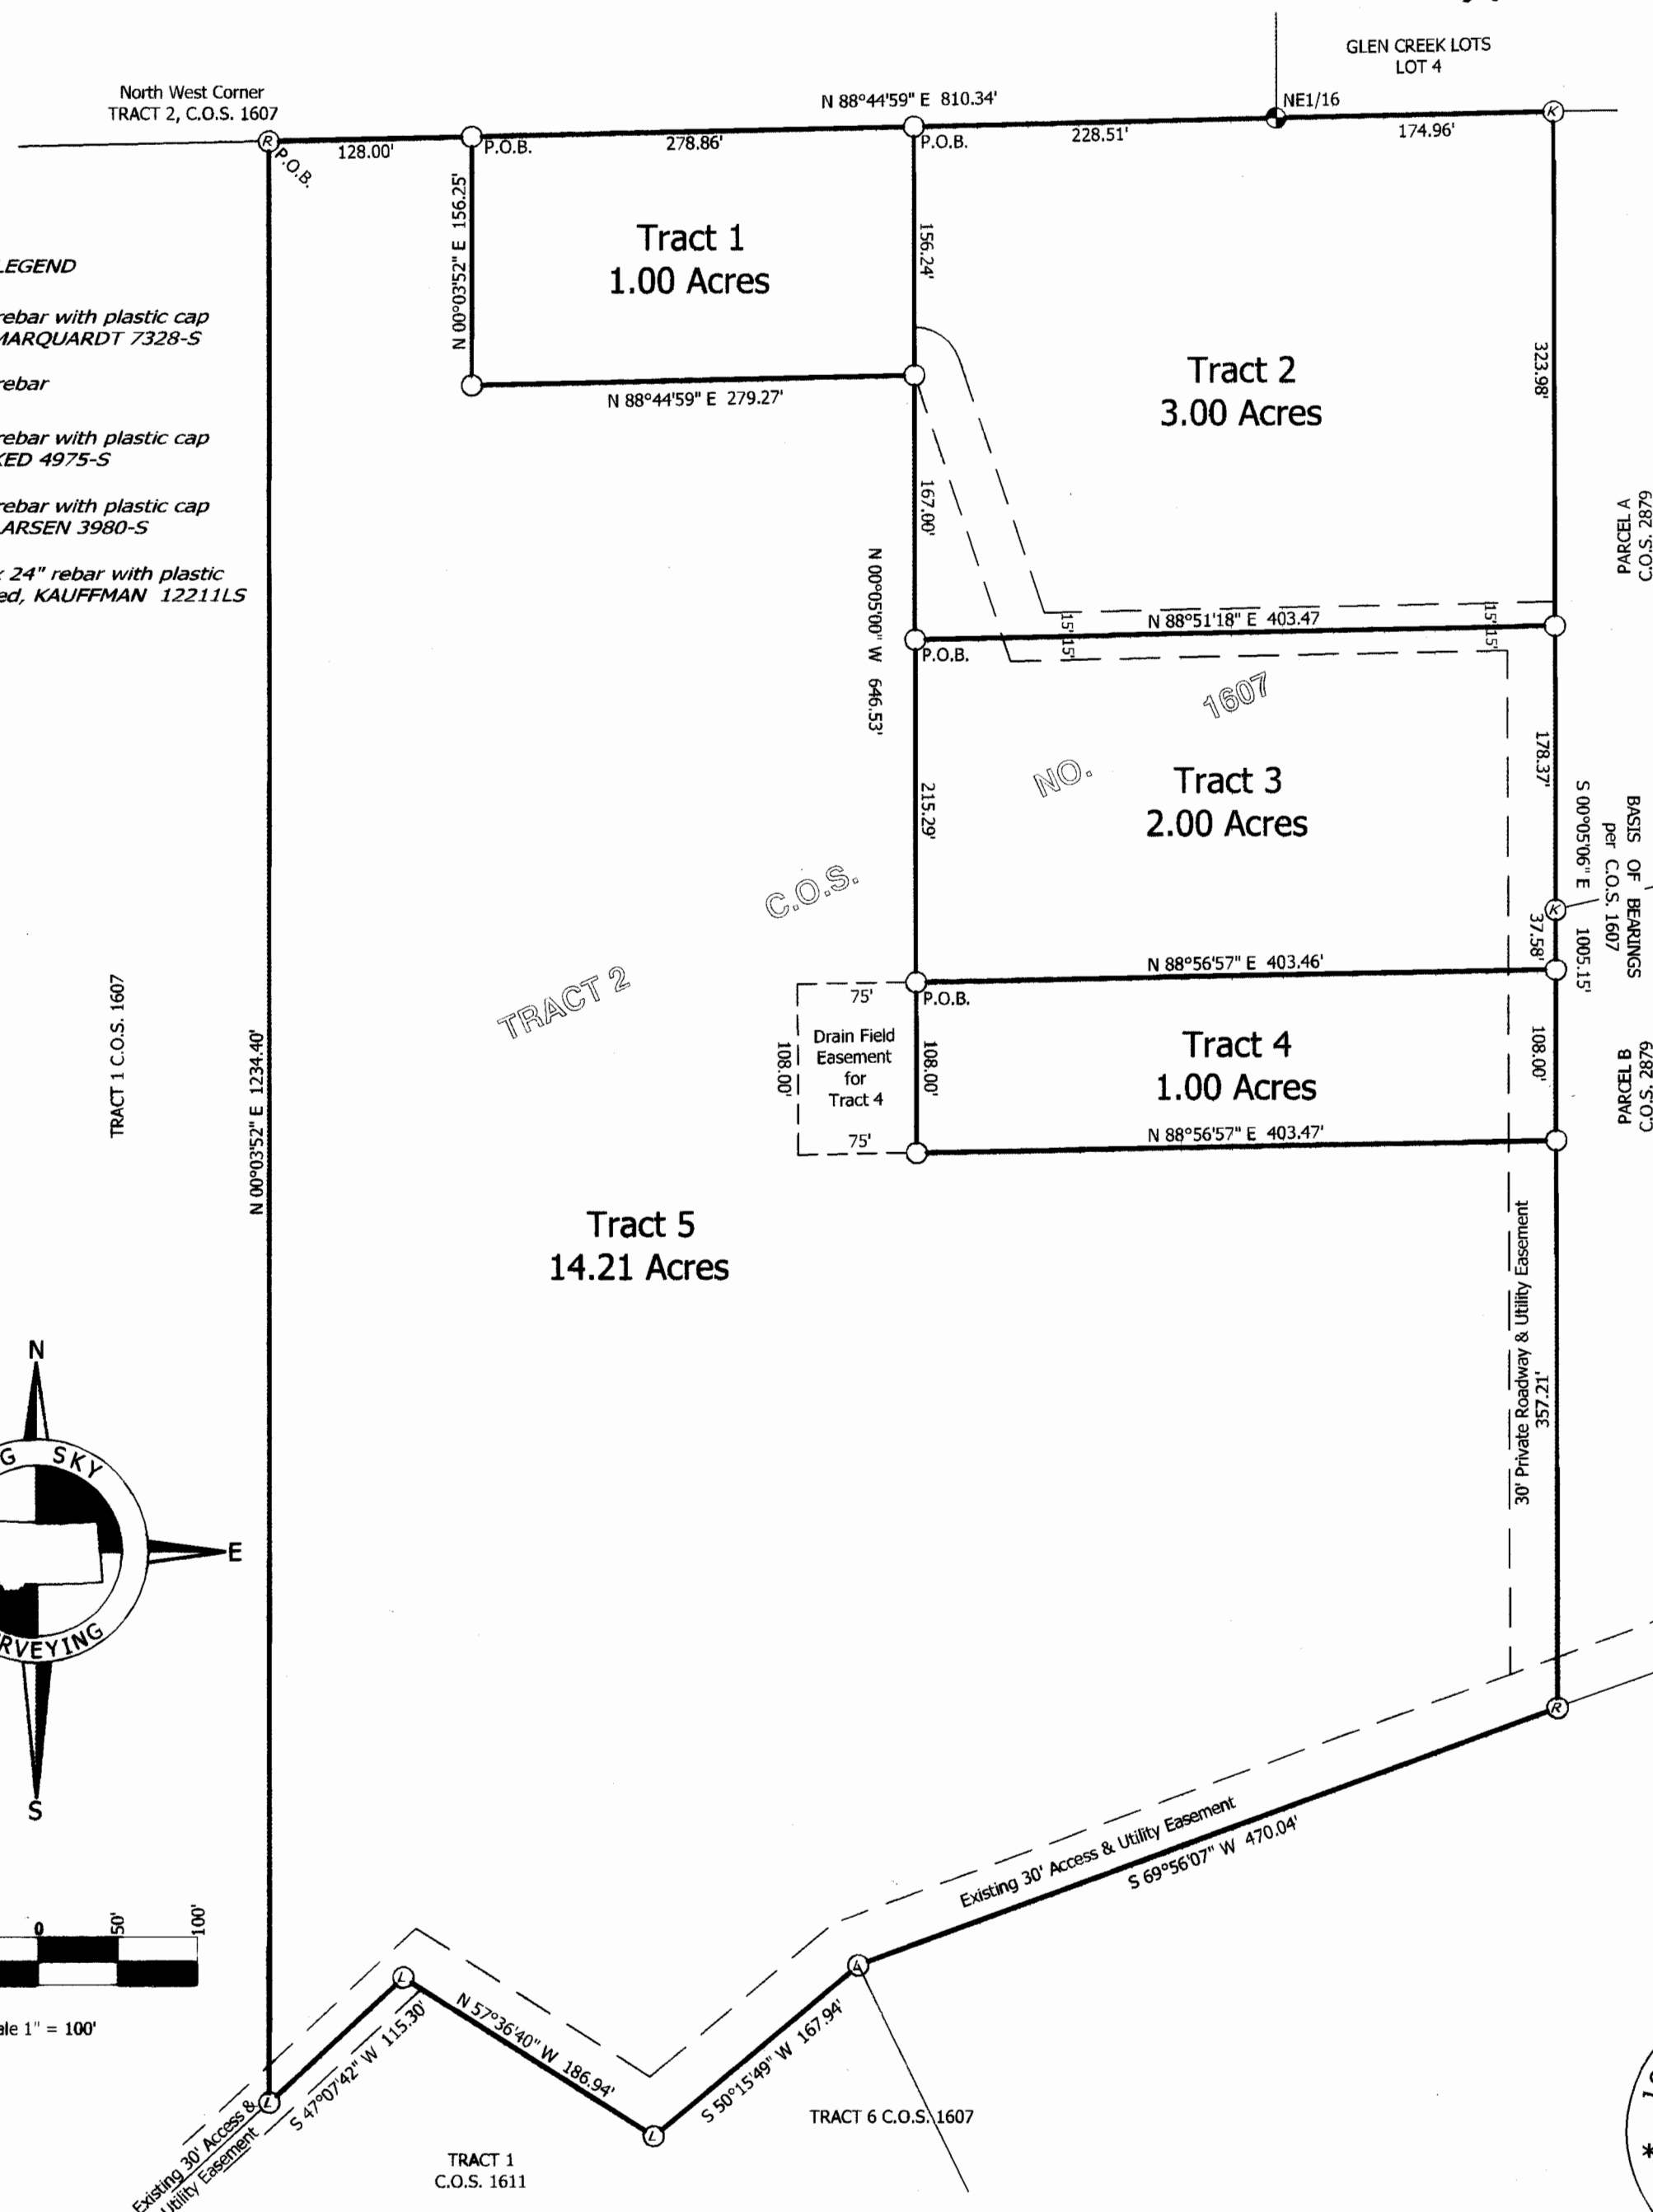 GLEN CREEK LOTS
LOT 4
North West Corner
TRACT 2, C.O.S. 1607
N 88°44'59" E 810.34'
NE1/16
P.O.B.
128.00'
P.O.B.
278.86'
P.O.B.
228.51'
174.96'
N 00°03'52" E 156.25'
Tract 1
1.00 Acres
156.24'
LEGEND
rebar with plastic cap
MARQUARDT 7328-S
rebar
rebar with plastic cap
KED 4975-S
rebar with plastic cap
ARSEN 3980-S
x 24" rebar with plastic
ed, KAUFFMAN 12211LS
N 88°44'59" E 279.27'
Tract 2
3.00 Acres
323.98'
167.00'
PARCEL A
C.O.S. 2879
N 00°05'00" W 646.53'
15' 15'
N 88°51'18" E 403.47
15' 15'
P.O.B.
1607
NO.
Tract 3
2.00 Acres
215.29'
178.37'
S 00°05'06" E 1005.15'
BASIS OF BEARINGS
per C.O.S. 1607
C.O.S.
37.58'
TRACT 2
N 88°56'57" E 403.46'
P.O.B.
75'
Drain Field
Easement
for
Tract 4
108.00'
108.00'
75'
Tract 4
1.00 Acres
108.00'
PARCEL B
C.O.S. 2879
TRACT 1 C.O.S. 1607
N 00°03'52" E 1234.40'
N 88°56'57" E 403.47'
Tract 5
14.21 Acres
30' Private Roadway & Utility Easement
357.21'
N
G SKY
E
RVEYING
S
0
50'
100'
ale 1" = 100'
Existing 30' Access & Utility Easement
S 69°56'07" W 470.04'
N 57°36'40" W 186.94'
S 47°07'42" W 115.30'
S 50°15'49" W 167.94'
Existing 30' Access &
Utility Easement
TRACT 6 C.O.S. 1607
TRACT 1
C.O.S. 1611